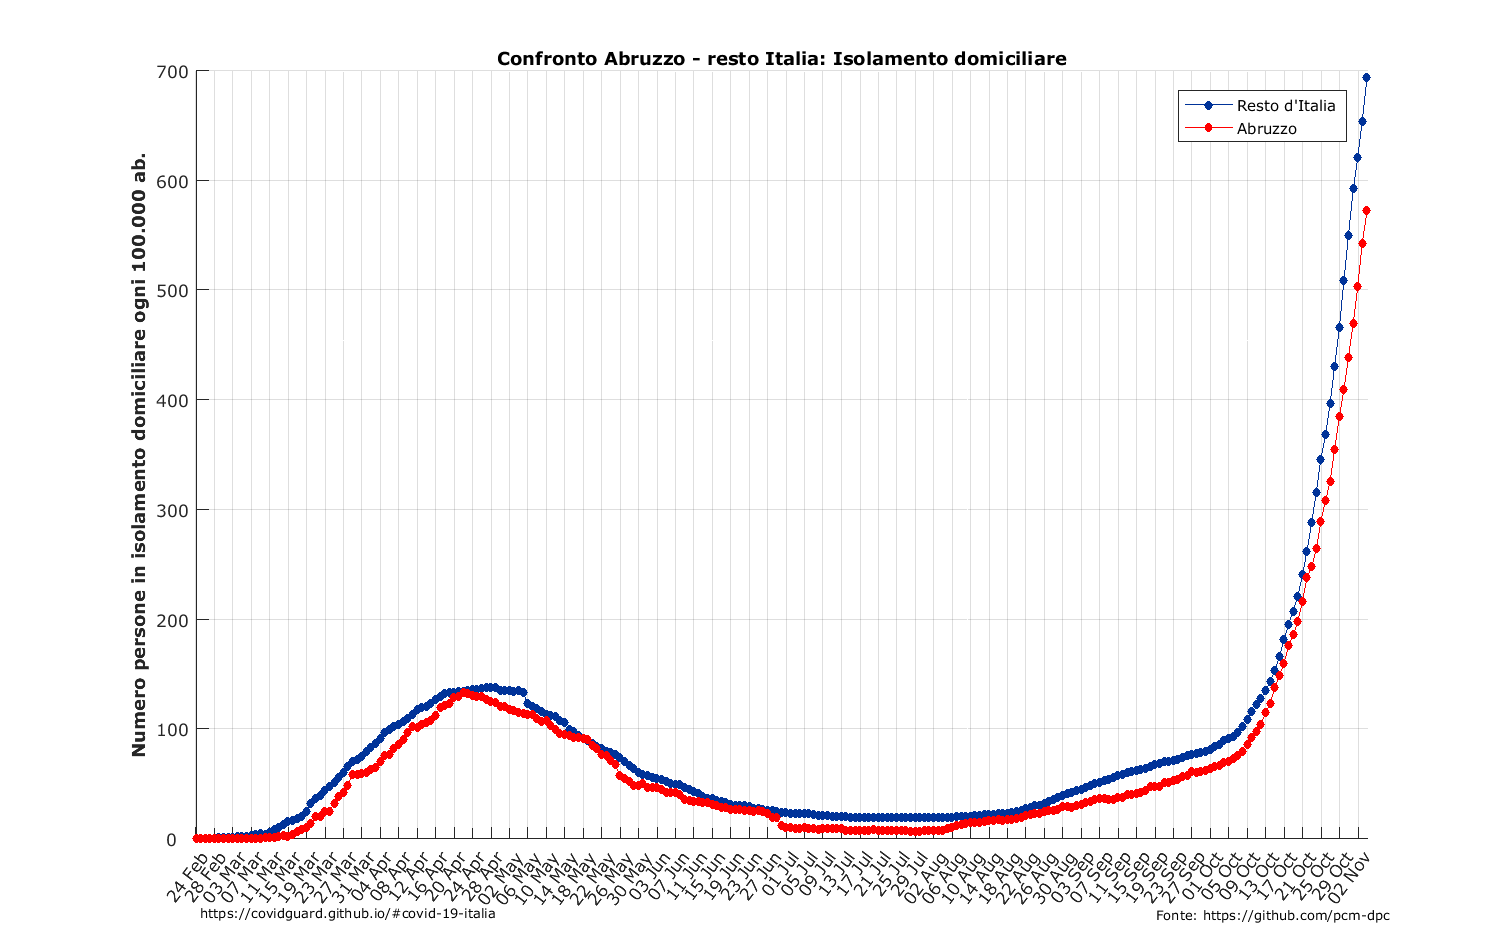 Confronto Abruzzo - resto Italia: Isolamento domiciliare
Numero persone in isolamento domiciliare ogni 100.000 ab.
700
600
500
400
300
200
100
0
Resto d'Italia
Abruzzo
24 Feb
28 Feb
03 Mar
07 Mar
11 Mar
15 Mar
19 Mar
23 Mar
27 Mar
31 Mar
04 Apr
08 Apr
12 Apr
16 Apr
20 Apr
24 Apr
28 Apr
02 May
06 May
10 May
14 May
18 May
22 May
26 May
30 May
03 Jun
07 Jun
11 Jun
15 Jun
19 Jun
23 Jun
27 Jun
01 Jul
05 Jul
09 Jul
13 Jul
17 Jul
21 Jul
25 Jul
29 Jul
02 Aug
06 Aug
10 Aug
14 Aug
18 Aug
22 Aug
26 Aug
30 Aug
03 Sep
07 Sep
11 Sep
15 Sep
19 Sep
23 Sep
27 Sep
01 Oct
05 Oct
09 Oct
13 Oct
17 Oct
21 Oct
25 Oct
29 Oct
02 Nov
https://covidguard.github.io/#covid-19-italia
Fonte: https://github.com/pcm-dpc